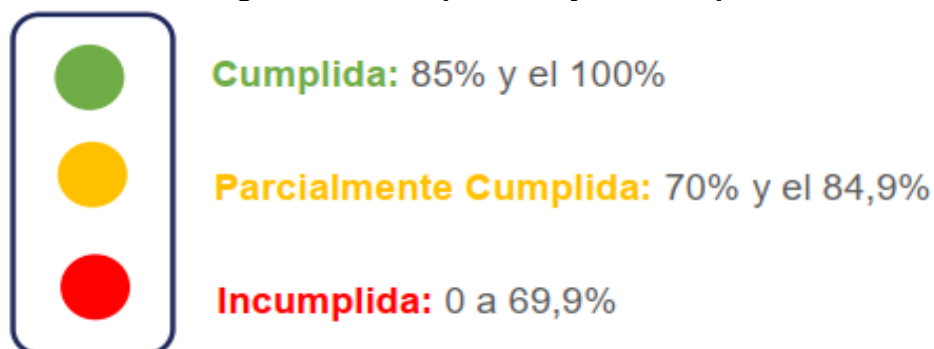 Cumplida: 85% y el 100%
Parcialmente Cumplida: 70% y el 84,9%
Incumplida: 0 a 69,9%